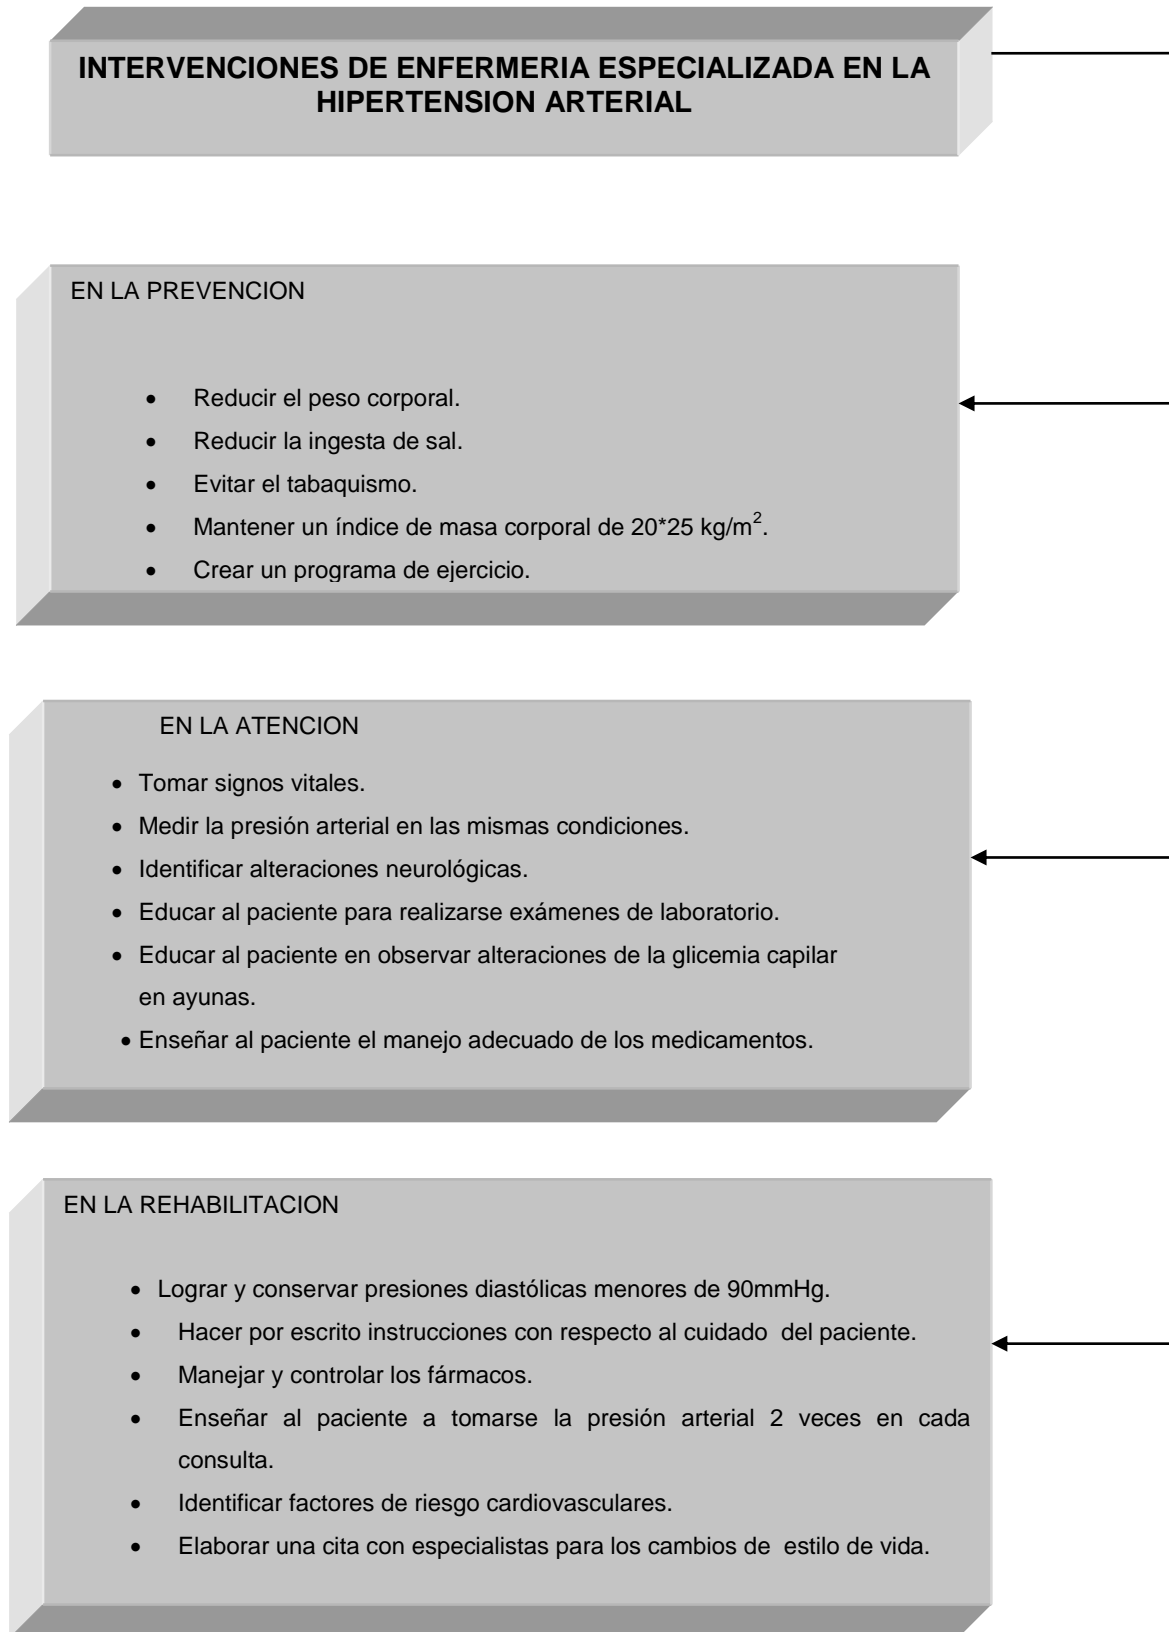 INTERVENCIONES DE ENFERMERIA ESPECIALIZADA EN LA
HIPERTENSION ARTERIAL
EN LA PREVENCION
• Reducir el peso corporal.
• Reducir la ingesta de sal.
• Evitar el tabaquismo.
• Mantener un índice de masa corporal de 20*25 kg/m².
• Crear un programa de ejercicio.
EN LA ATENCION
• Tomar signos vitales.
• Medir la presión arterial en las mismas condiciones.
• Identificar alteraciones neurológicas.
• Educar al paciente para realizarse exámenes de laboratorio.
• Educar al paciente en observar alteraciones de la glicemia capilar
en ayunas.
• Enseñar al paciente el manejo adecuado de los medicamentos.
EN LA REHABILITACION
• Lograr y conservar presiones diastólicas menores de 90mmHg.
• Hacer por escrito instrucciones con respecto al cuidado del paciente.
• Manejar y controlar los fármacos.
• Enseñar al paciente a tomarse la presión arterial 2 veces en cada
consulta.
• Identificar factores de riesgo cardiovasculares.
• Elaborar una cita con especialistas para los cambios de estilo de vida.